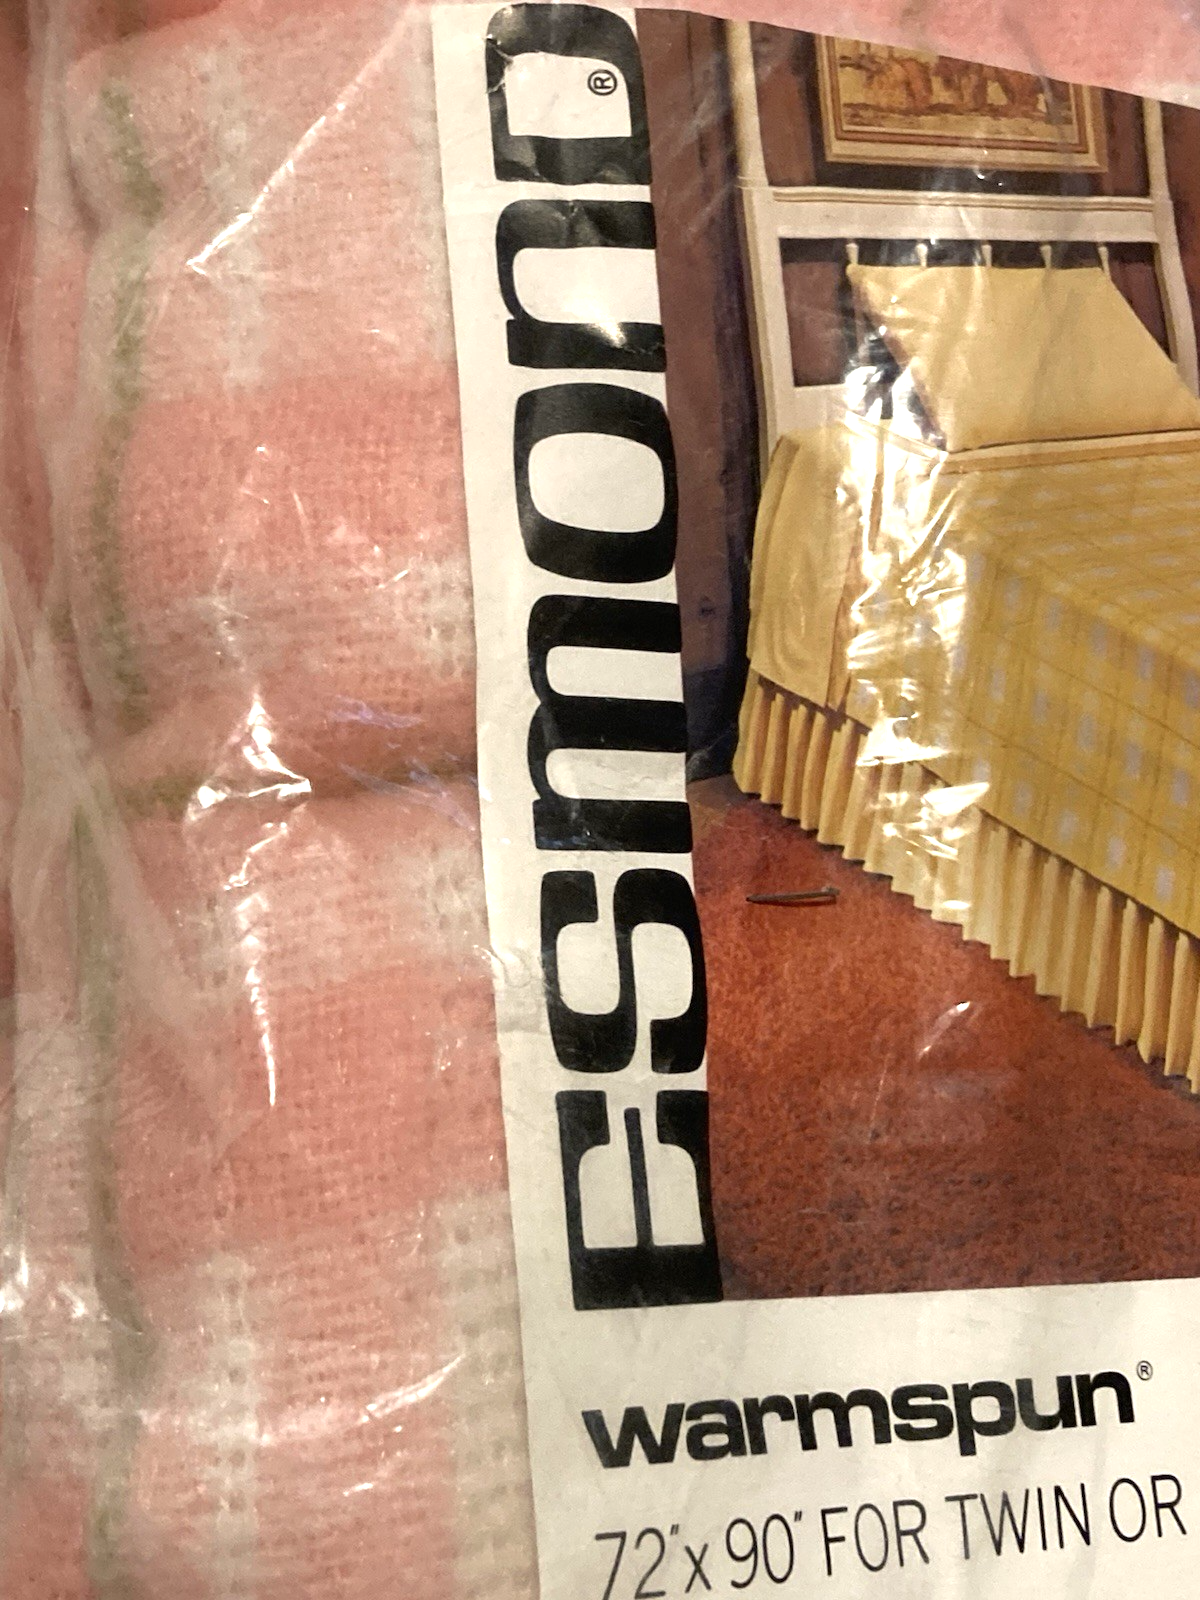 Esmond®
warmspun®
72"x 90" FOR TWIN OR